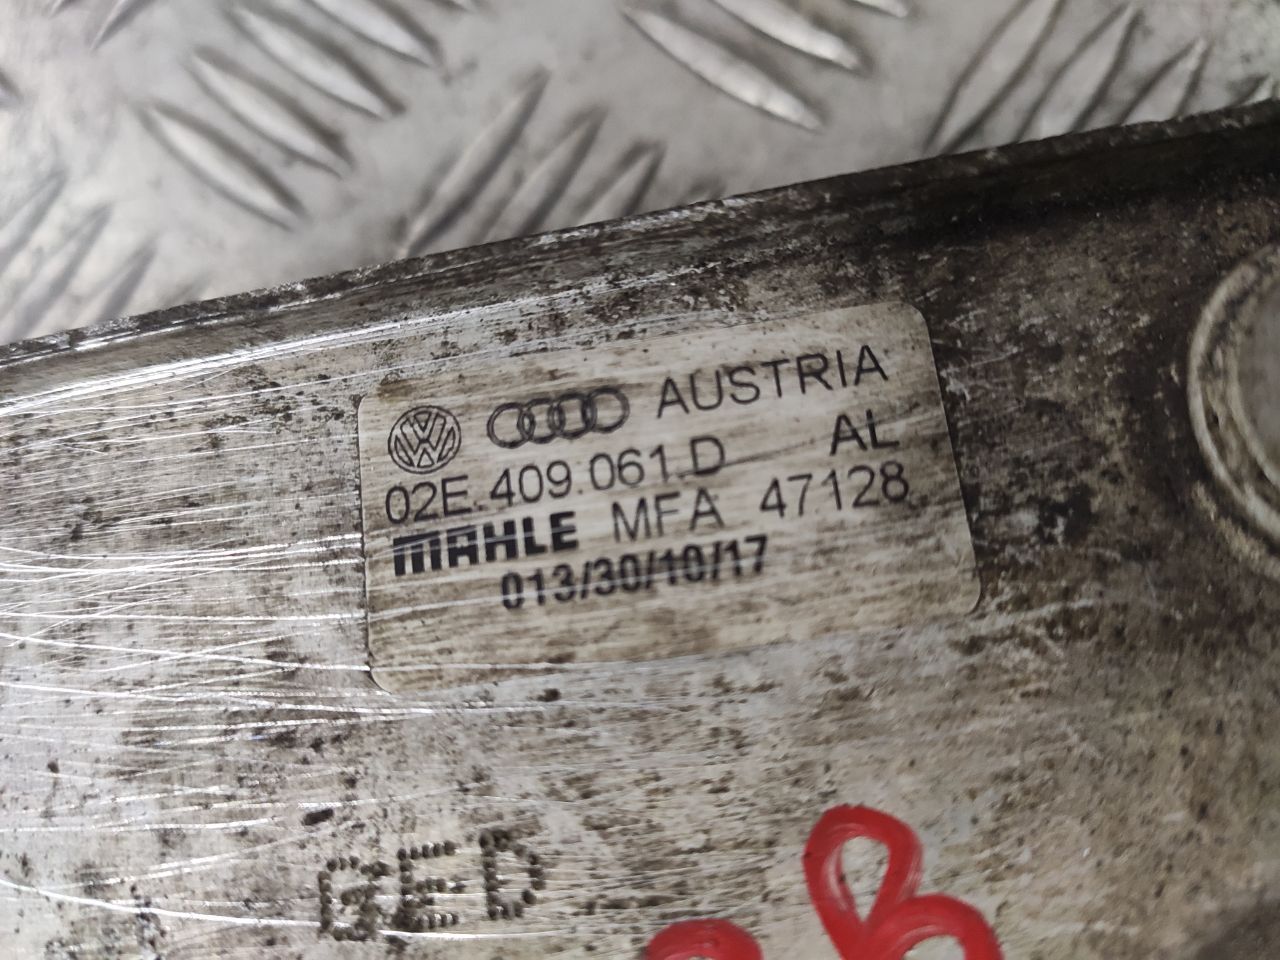 AUSTRIA
02E.409.061.D AL
MAHLE MFA 47128
013/30/10/17
GED